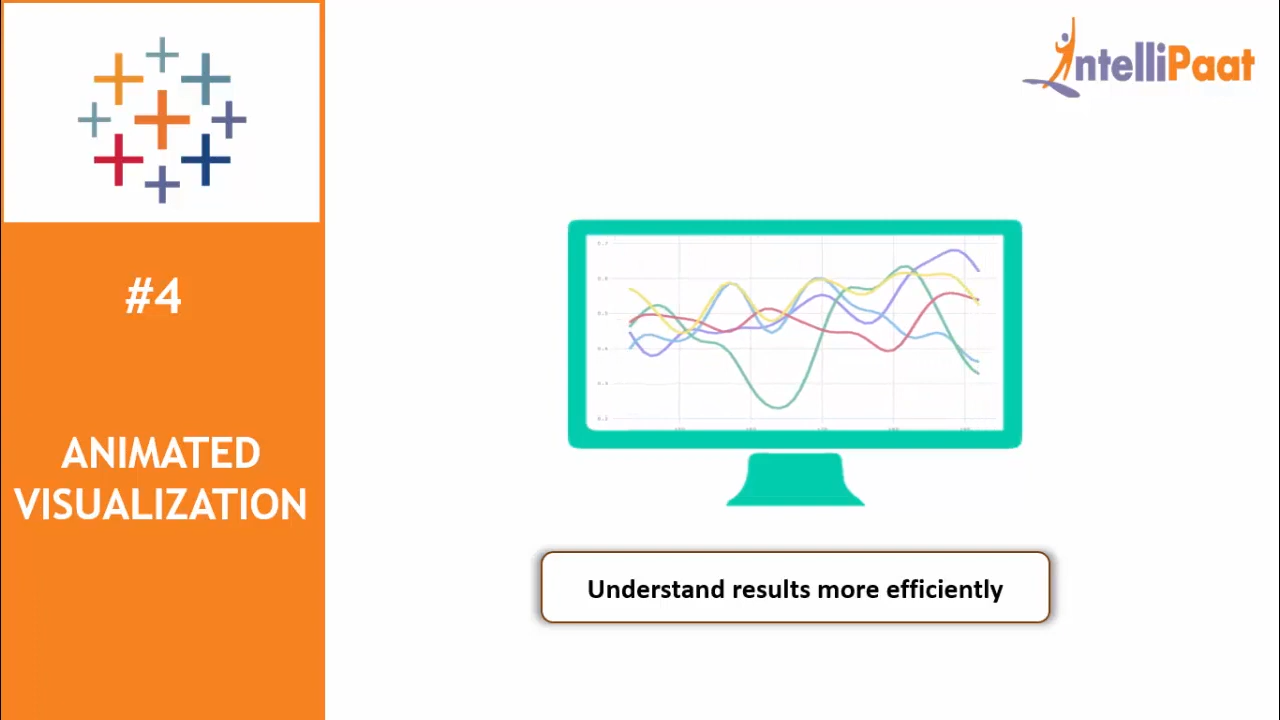 IntelliPaat
#4
ANIMATED
VISUALIZATION
Understand results more efficiently